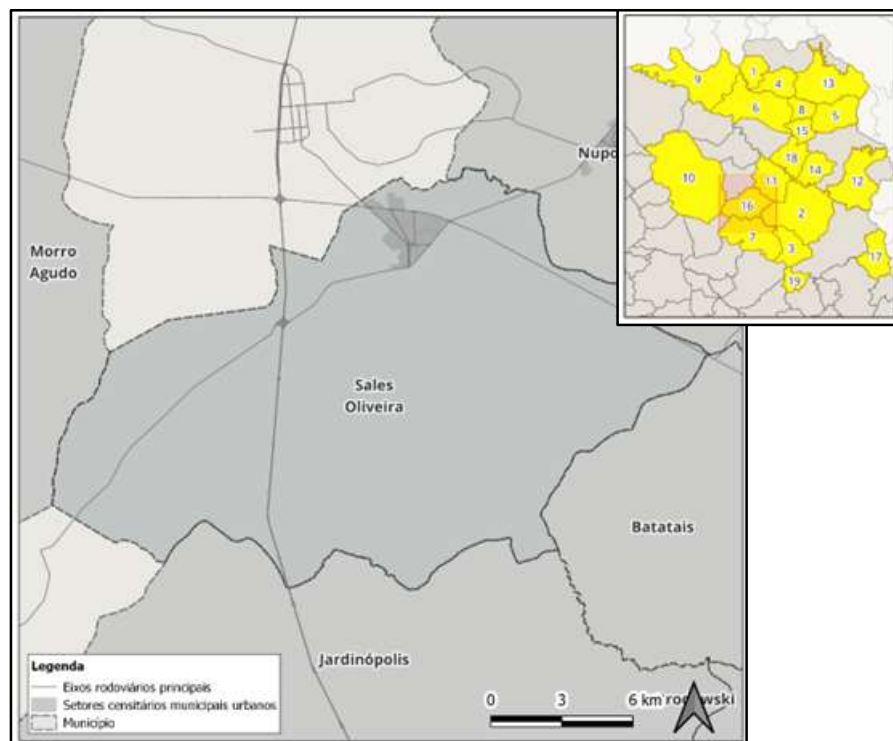 Nupo
Morro
Agudo
Sales
Oliveira
Batatais
Jardinópolis
Legenda
Eixos rodoviários principais
Setores censitários municipais urbanos
Município
0 3 6 km
rodowski
1
9
4
13
6
8
5
15
18
14
12
10
11
16
2
7
3
17
19